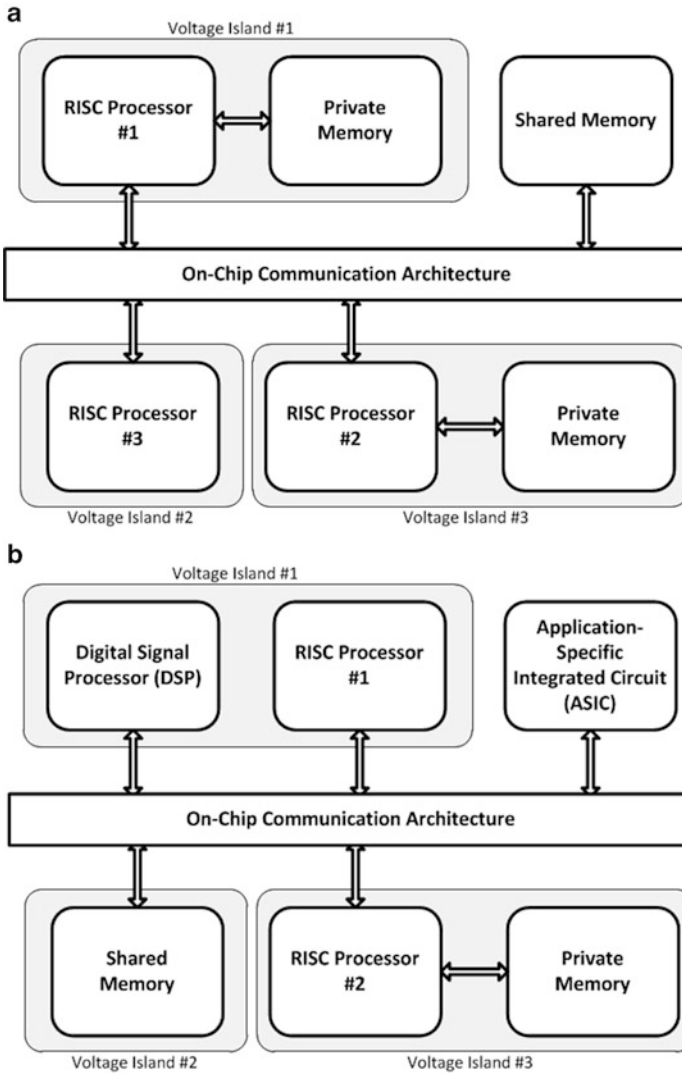 a
Voltage Island #1
RISC Processor
#1
Private
Memory
Shared Memory
On-Chip Communication Architecture
RISC Processor
#3
RISC Processor
#2
Private
Memory
Voltage Island #2
Voltage Island #3
b
Voltage Island #1
Digital Signal
Processor (DSP)
RISC Processor
#1
Application-
Specific
Integrated Circuit
(ASIC)
On-Chip Communication Architecture
Shared
Memory
RISC Processor
#2
Private
Memory
Voltage Island #2
Voltage Island #3